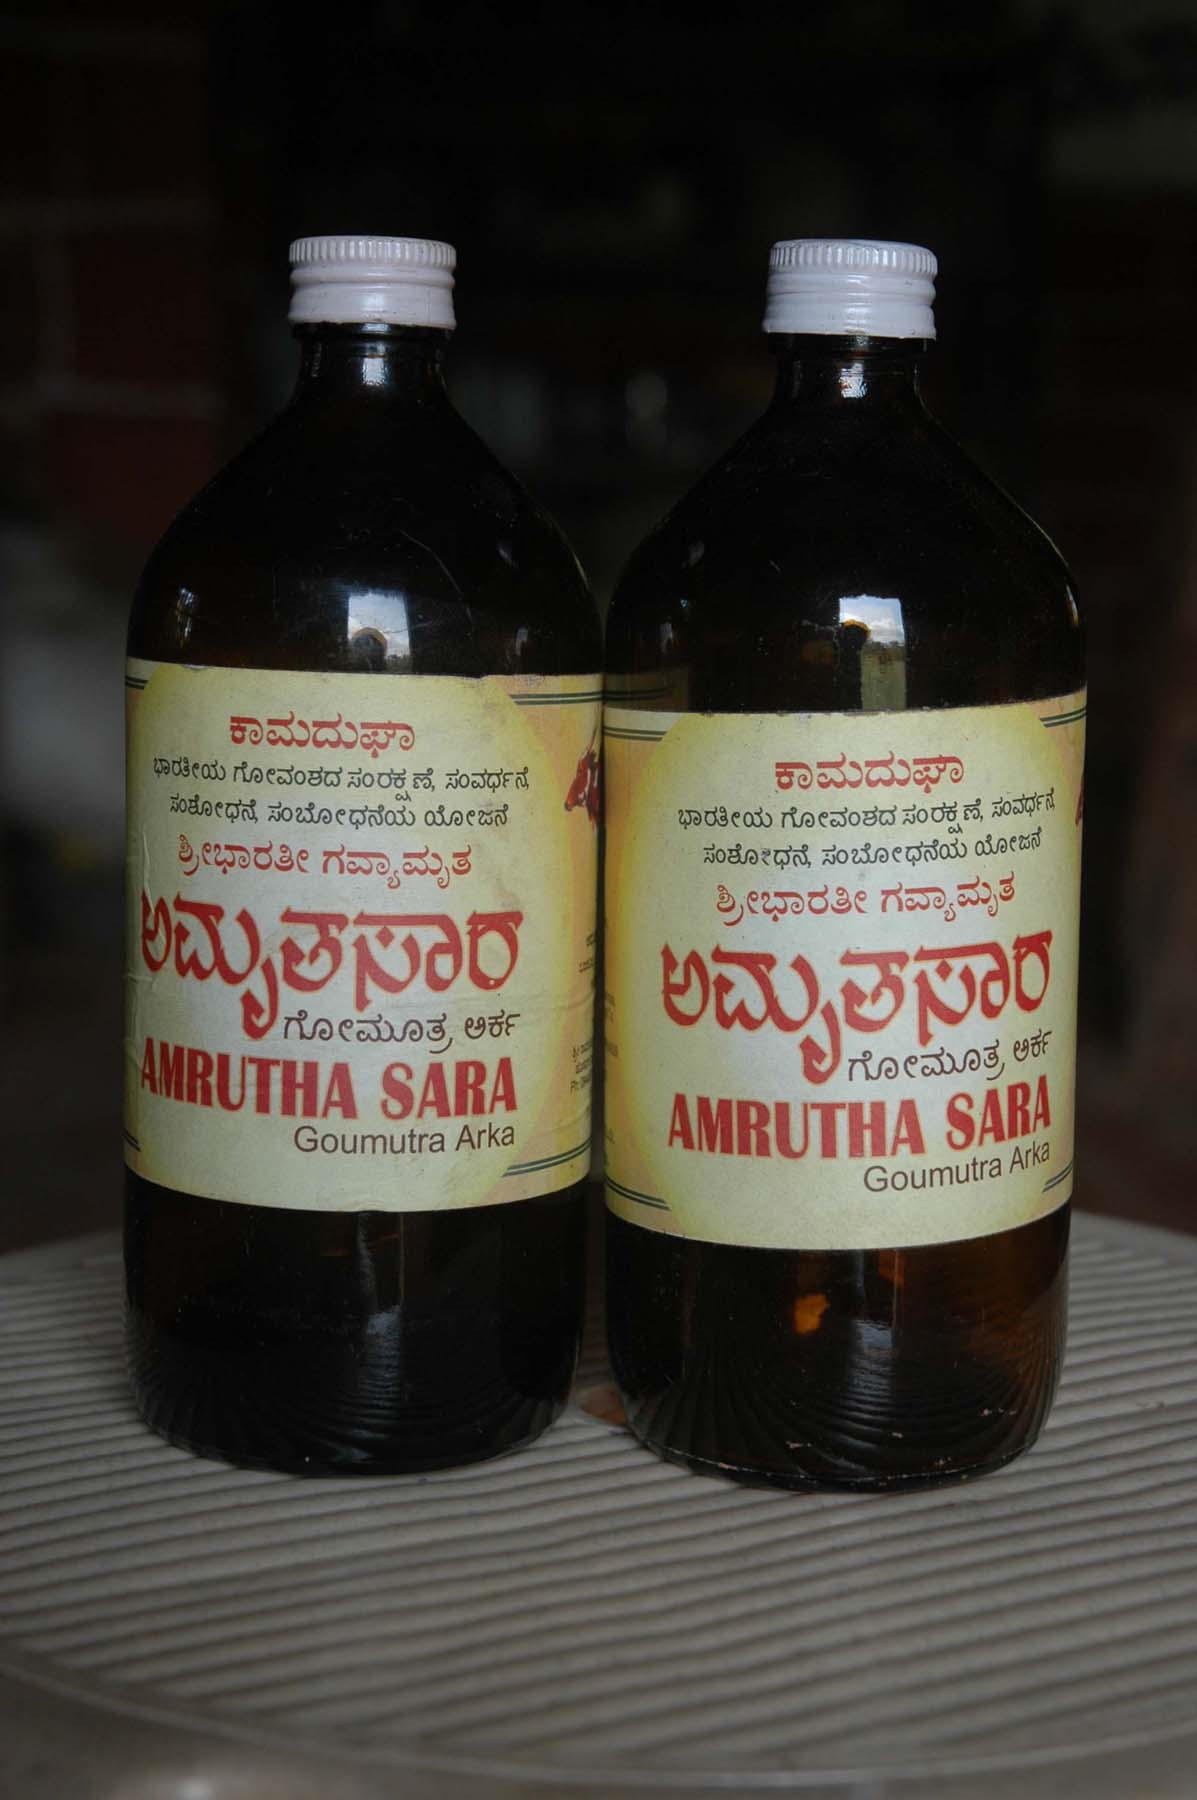 ಕಾಮದುಘಾ
ಭಾರತೀಯ ಗೋವಂಶದ ಸಂರಕ್ಷಣೆ, ಸಂವರ್ಧನೆ,
ಸಂಶೋಧನೆ, ಸಂಬೋಧನೆಯ ಯೋಜನೆ
ಶ್ರೀಭಾರತೀ ಗವ್ಯಾಮೃತ
ಅಮೃತಸಾರ
ಗೋಮೂತ್ರ ಅರ್ಕ
AMRUTHA SARA
Goumutra Arka
ಕಾಮದುಘಾ
ಭಾರತೀಯ ಗೋವಂಶದ ಸಂರಕ್ಷಣೆ, ಸಂವರ್ಧನೆ,
ಸಂಶೋಧನೆ, ಸಂಬೋಧನೆಯ ಯೋಜನೆ
ಶ್ರೀಭಾರತೀ ಗವ್ಯಾಮೃತ
ಅಮೃತಸಾರ
ಗೋಮೂತ್ರ ಅರ್ಕ
AMRUTHA SARA
Goumutra Arka